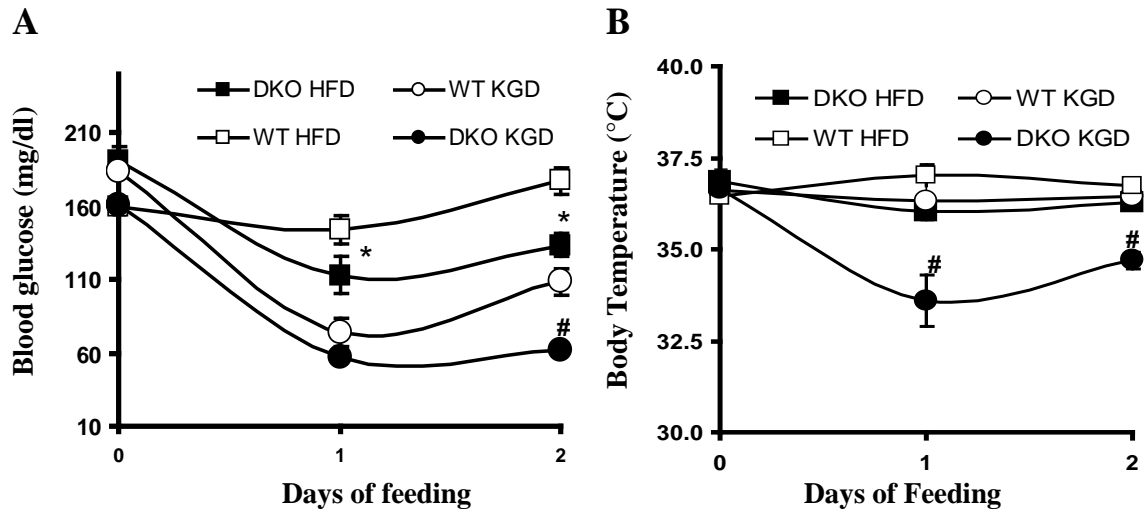 A
DKO HFD
WT KGD
WT HFD
DKO KGD
Blood glucose (mg/dl)
210
160
110
60
10
*
*
#
0
1
2
Days of feeding
B
DKO HFD
WT KGD
WT HFD
DKO KGD
Body Temperature (°C)
40.0
37.5
35.0
32.5
30.0
#
#
0
1
2
Days of Feeding